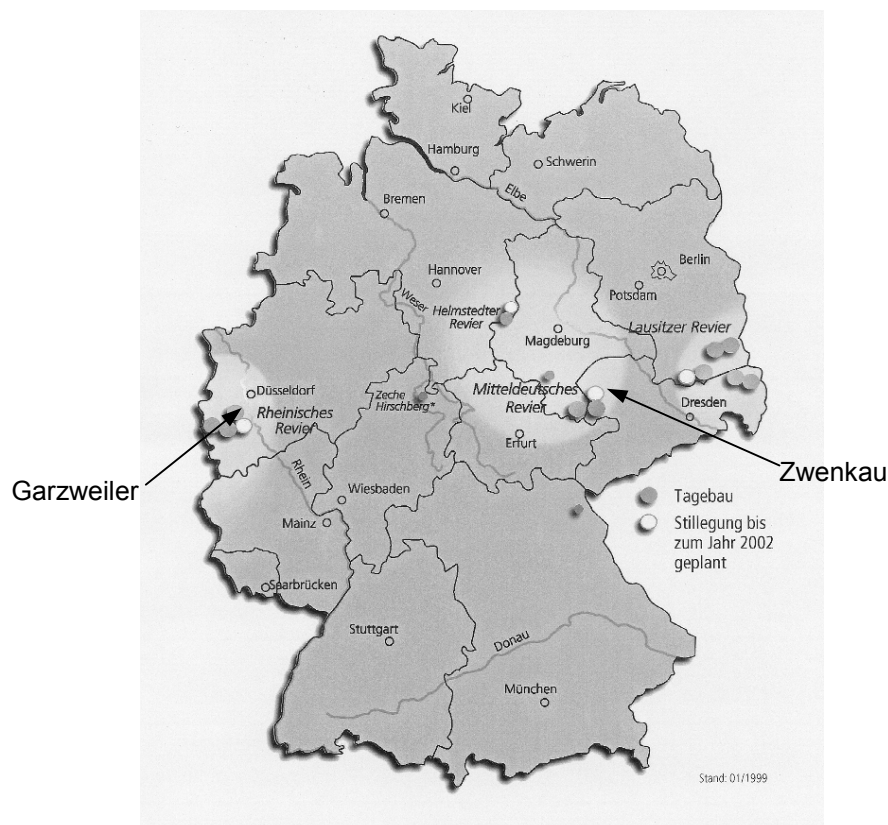 Kiel
Hamburg
Schwerin
Elbe
Bremen
Berlin
Hannover
Potsdam
Weser
Helmstedter
Revier
Lausitzer Revier
Magdeburg
Düsseldorf
Zeche
Hirschberg*
Mitteldeutsches
Revier
Dresden
Rheinisches
Revier
Erfurt
Zwenkau
Garzweiler
Rhein
Wiesbaden
Tagebau
Mainz
Stillegung bis
zum Jahr 2002
geplant
Saarbrücken
Stuttgart
Donau
München
Stand: 01/1999